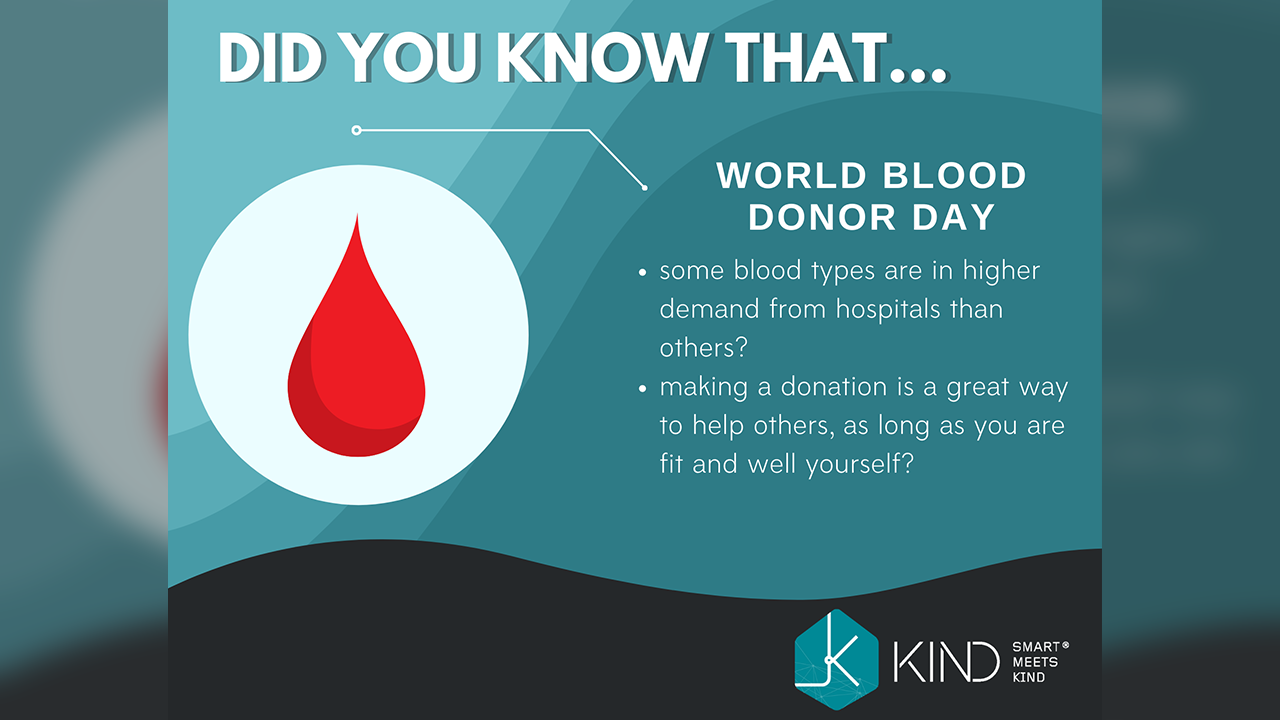 DID YOU KNOW THAT...
WORLD BLOOD
DONOR DAY
• some blood types are in higher
demand from hospitals than
others?
• making a donation is a great way
to help others, as long as you are
fit and well yourself?
KIND
SMART®
MEETS
KIND